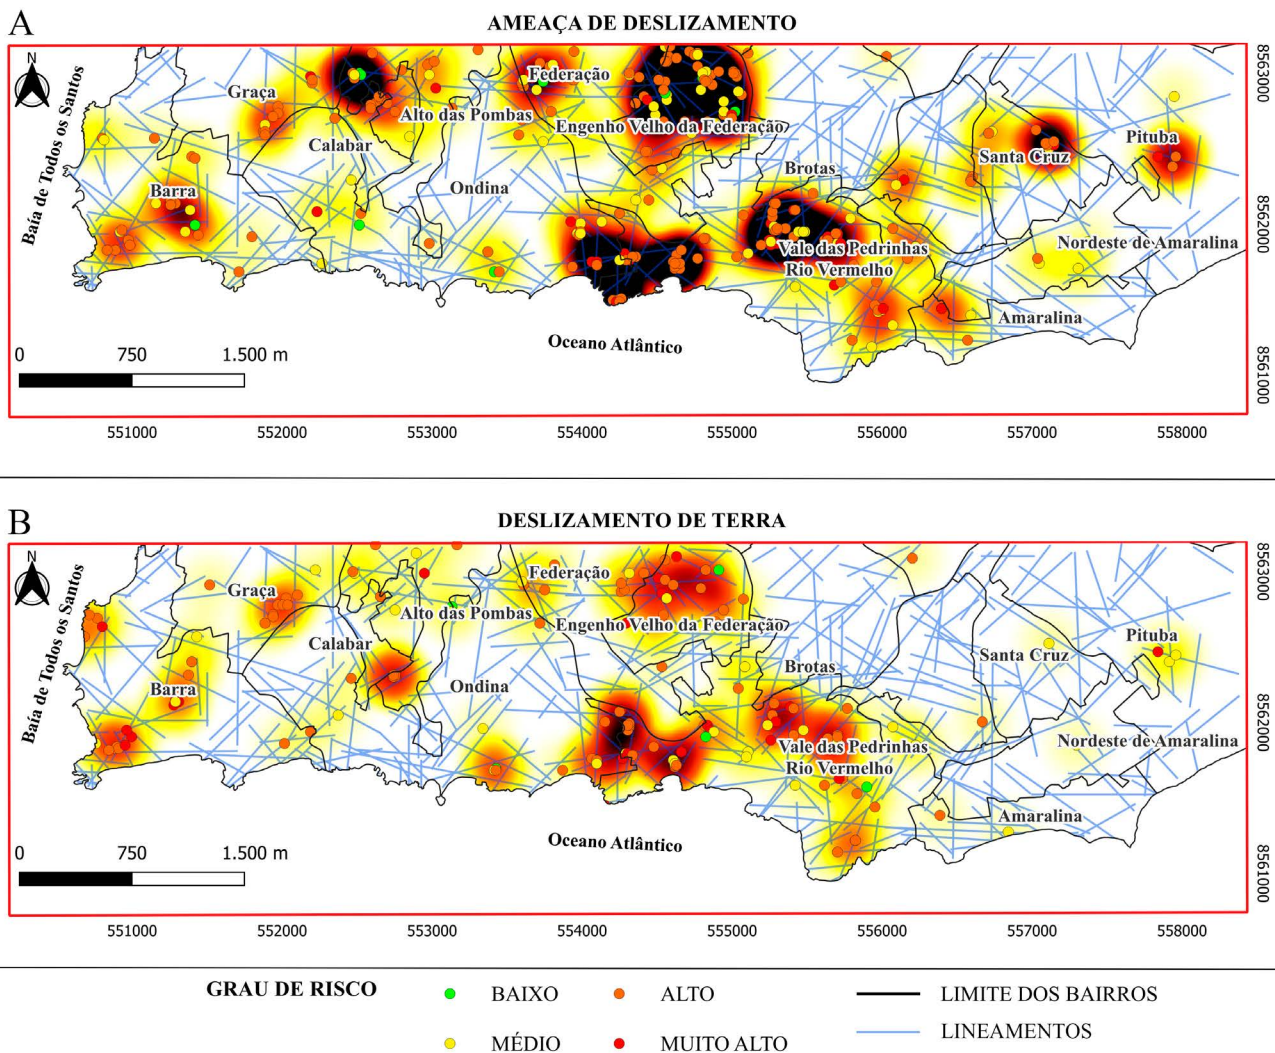 A
AMEAÇA DE DESLIZAMENTO
N
Baía de Todos os Santos
Graça
Federação
Alto das Pombas
Engenho Velho da Federação
Calabar
Barra
Ondina
Brotas
Santa Cruz
Pituba
Vale das Pedrinhas
Rio Vermelho
Nordeste de Amaralina
Amaralina
Oceano Atlântico
0 750 1.500 m
8563000
8562000
8561000
551000 552000 553000 554000 555000 556000 557000 558000
B
DESLIZAMENTO DE TERRA
N
Baía de Todos os Santos
Graça
Federação
Alto das Pombas
Engenho Velho da Federação
Calabar
Barra
Ondina
Brotas
Santa Cruz
Pituba
Vale das Pedrinhas
Rio Vermelho
Nordeste de Amaralina
Amaralina
Oceano Atlântico
0 750 1.500 m
8563000
8562000
8561000
551000 552000 553000 554000 555000 556000 557000 558000
GRAU DE RISCO
BAIXO
ALTO
LIMITE DOS BAIRROS
MÉDIO
MUITO ALTO
LINEAMENTOS